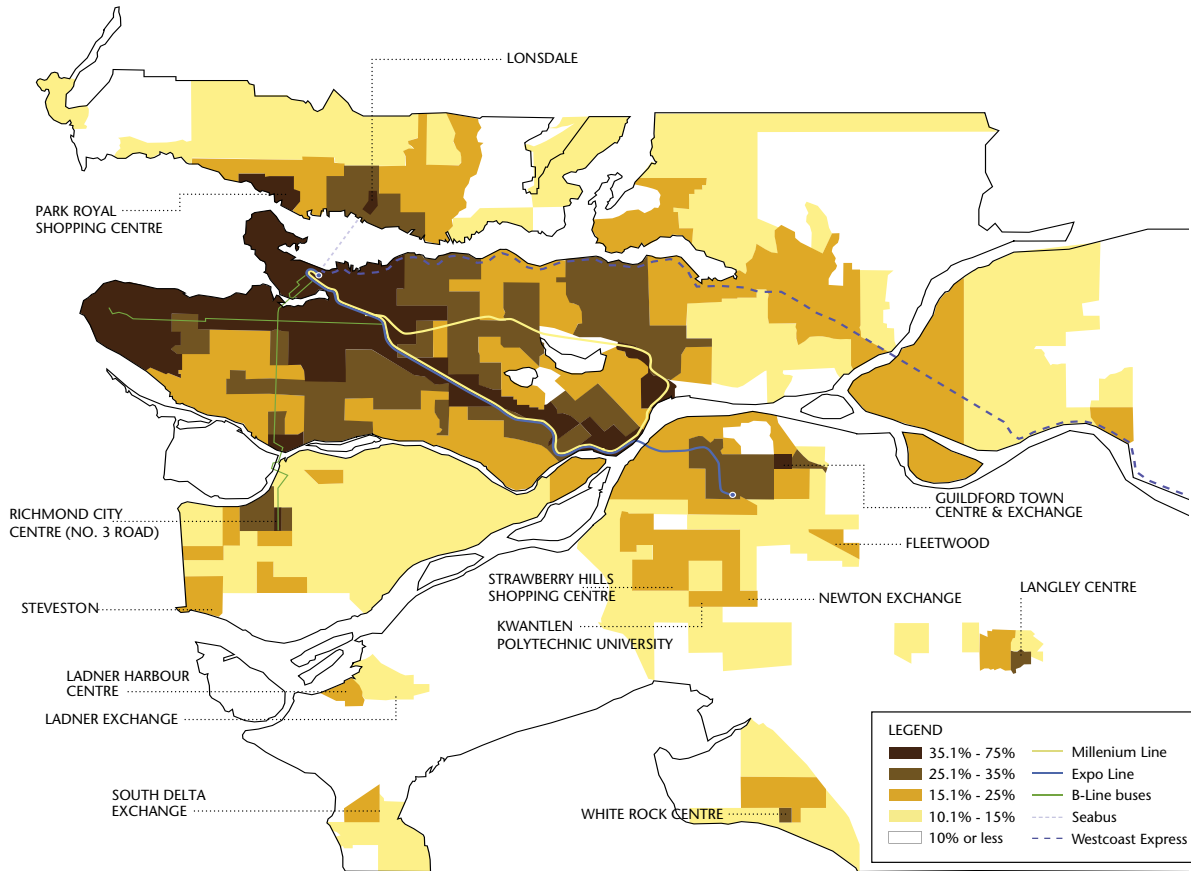 LONSDALE
PARK ROYAL
SHOPPING CENTRE
RICHMOND CITY
CENTRE (NO. 3 ROAD)
GUILDFORD TOWN
CENTRE & EXCHANGE
FLEETWOOD
STRAWBERRY HILLS
SHOPPING CENTRE
NEWTON EXCHANGE
LANGLEY CENTRE
STEVESTON
KWANTLEN
POLYTECHNIC UNIVERSITY
LADNER HARBOUR
CENTRE
LADNER EXCHANGE
SOUTH DELTA
EXCHANGE
WHITE ROCK CENTRE
LEGEND
35.1% - 75%
25.1% - 35%
15.1% - 25%
10.1% - 15%
10% or less
Millenium Line
Expo Line
B-Line buses
Seabus
Westcoast Express